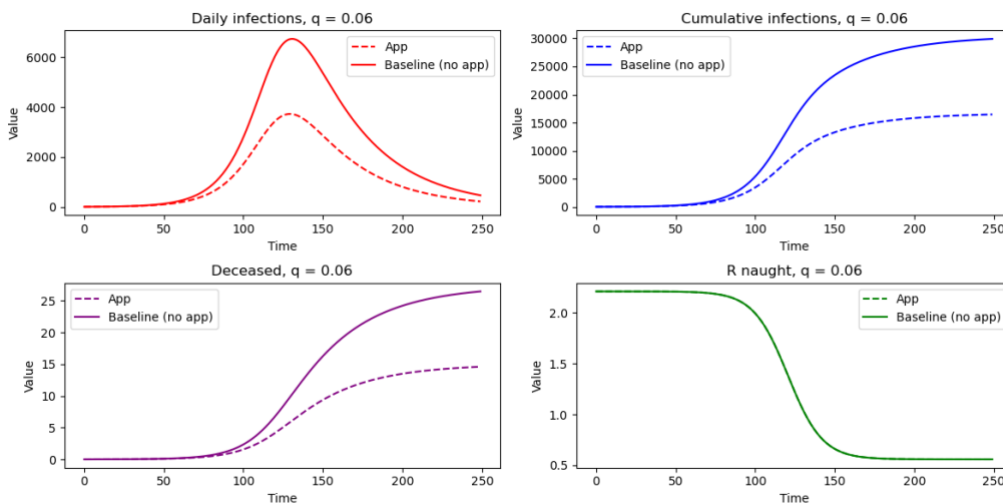 Daily infections, q = 0.06
Value
6000
4000
2000
0
App
Baseline (no app)
0 50 100 150 200 250
Time
Cumulative infections, q = 0.06
Value
30000
25000
20000
15000
10000
5000
0
App
Baseline (no app)
0 50 100 150 200 250
Time
Deceased, q = 0.06
Value
25
20
15
10
5
0
App
Baseline (no app)
0 50 100 150 200 250
Time
R naught, q = 0.06
Value
2.0
1.5
1.0
0.5
App
Baseline (no app)
0 50 100 150 200 250
Time